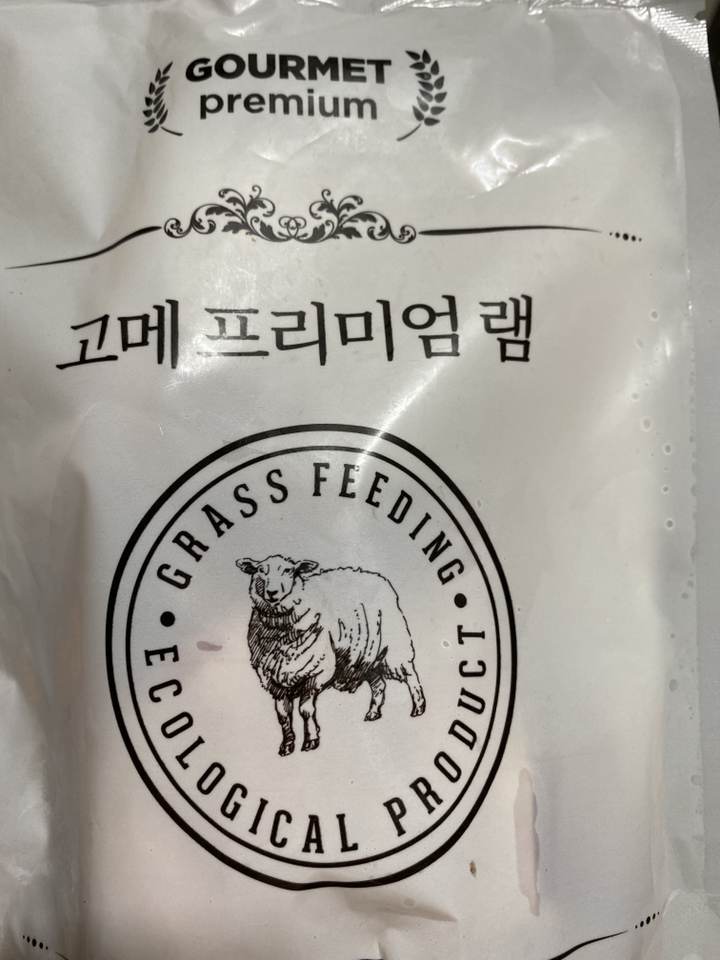 GOURMET
premium
고메 프리미엄 램
GRASS FEEDING
ECOLOGICAL PRODUCT